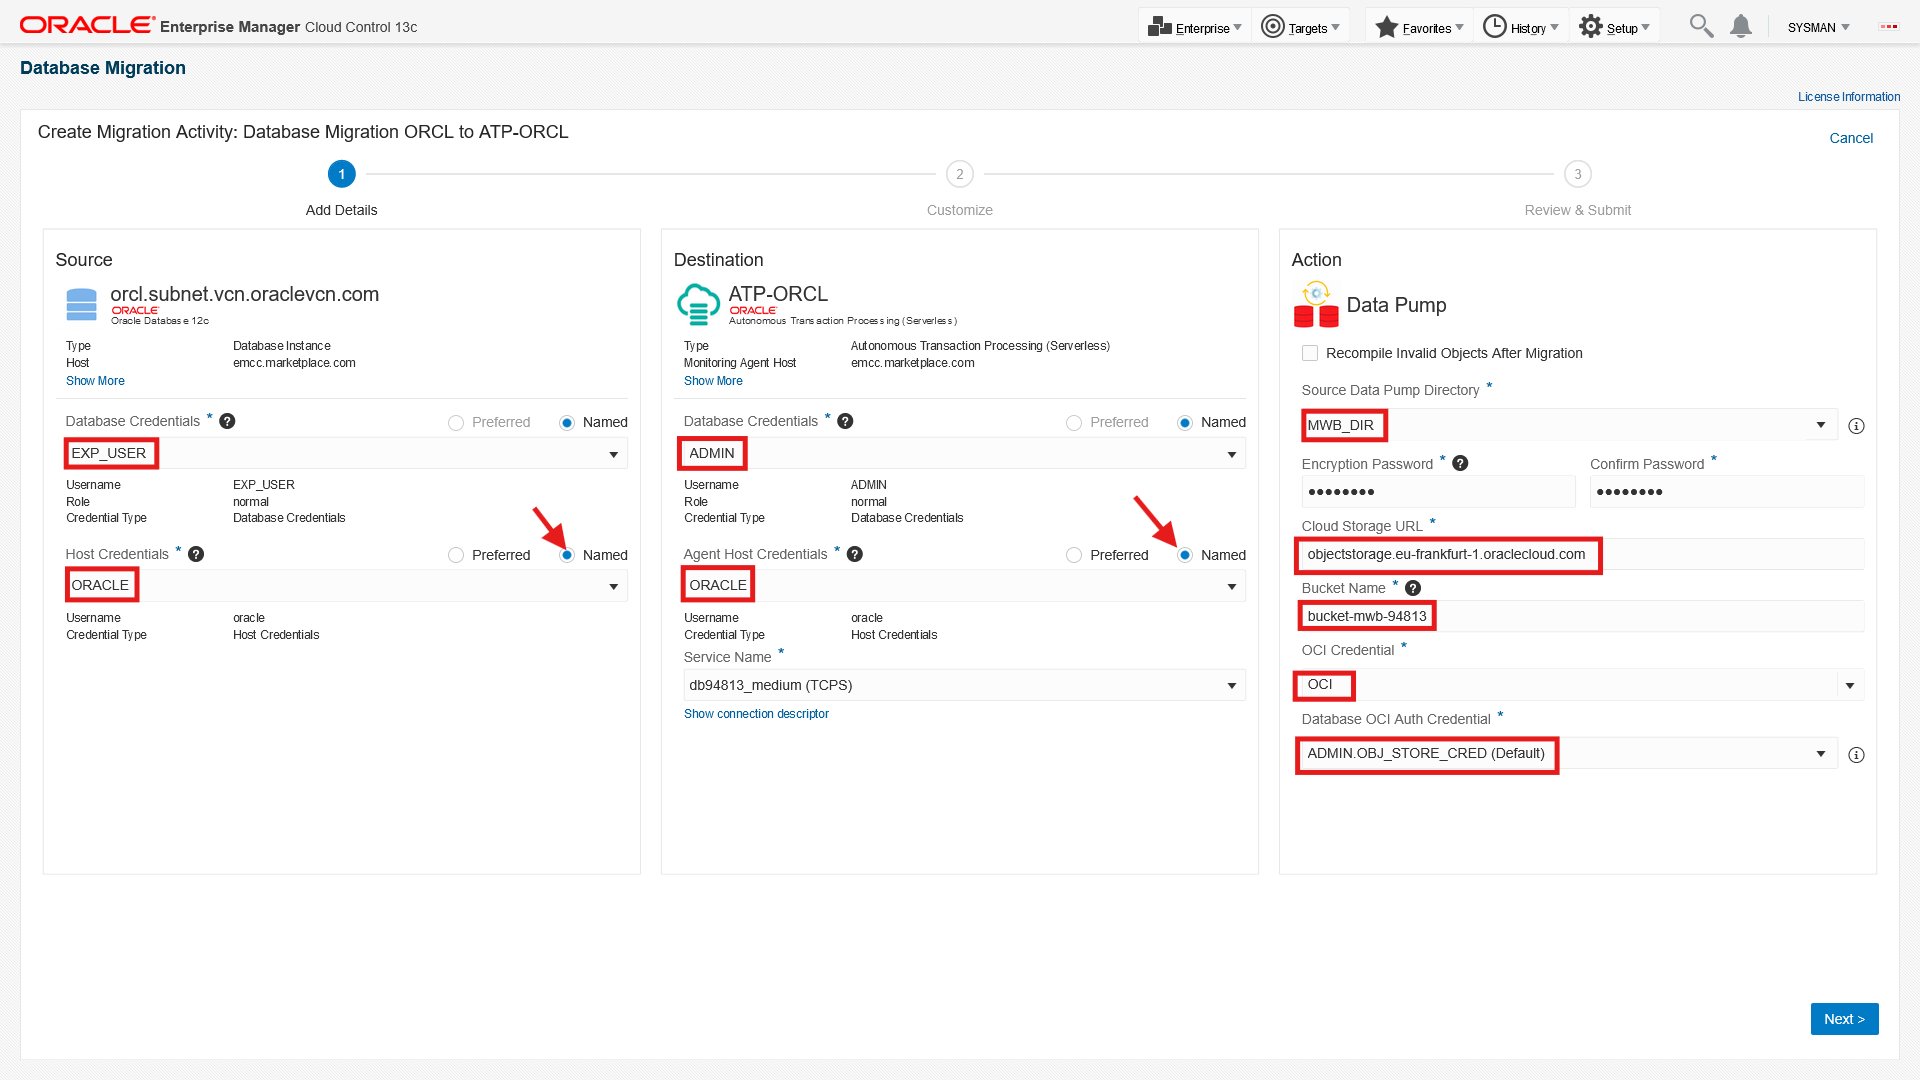 ORACLE Enterprise Manager Cloud Control 13c
Enterprise
Targets
Favorites
History
Setup
SYSMAN
Database Migration
License Information
Create Migration Activity: Database Migration ORCL to ATP-ORCL
Cancel
1
2
3
Add Details
Customize
Review & Submit
Source
orcl.subnet.vcn.oraclevcn.com
ORACLE
Oracle Database 12c
Type Database Instance
Host emcc.marketplace.com
Show More
Database Credentials * ? Preferred Named
EXP_USER
Username EXP_USER
Role normal
Credential Type Database Credentials
Host Credentials * ? Preferred Named
ORACLE
Username oracle
Credential Type Host Credentials
Destination
ATP-ORCL
ORACLE
Autonomous Transaction Processing (Serverless)
Type Autonomous Transaction Processing (Serverless)
Monitoring Agent Host emcc.marketplace.com
Show More
Database Credentials * ? Preferred Named
ADMIN
Username ADMIN
Role normal
Credential Type Database Credentials
Agent Host Credentials * ? Preferred Named
ORACLE
Username oracle
Credential Type Host Credentials
Service Name *
db94813_medium (TCPS)
Show connection descriptor
Action
Data Pump
Recompile Invalid Objects After Migration
Source Data Pump Directory *
MWB_DIR
Encryption Password * ? Confirm Password *
•••••••• ••••••••
Cloud Storage URL *
objectstorage.eu-frankfurt-1.oraclecloud.com
Bucket Name * ?
bucket-mwb-94813
OCI Credential *
OCI
Database OCI Auth Credential *
ADMIN.OBJ_STORE_CRED (Default)
Next >